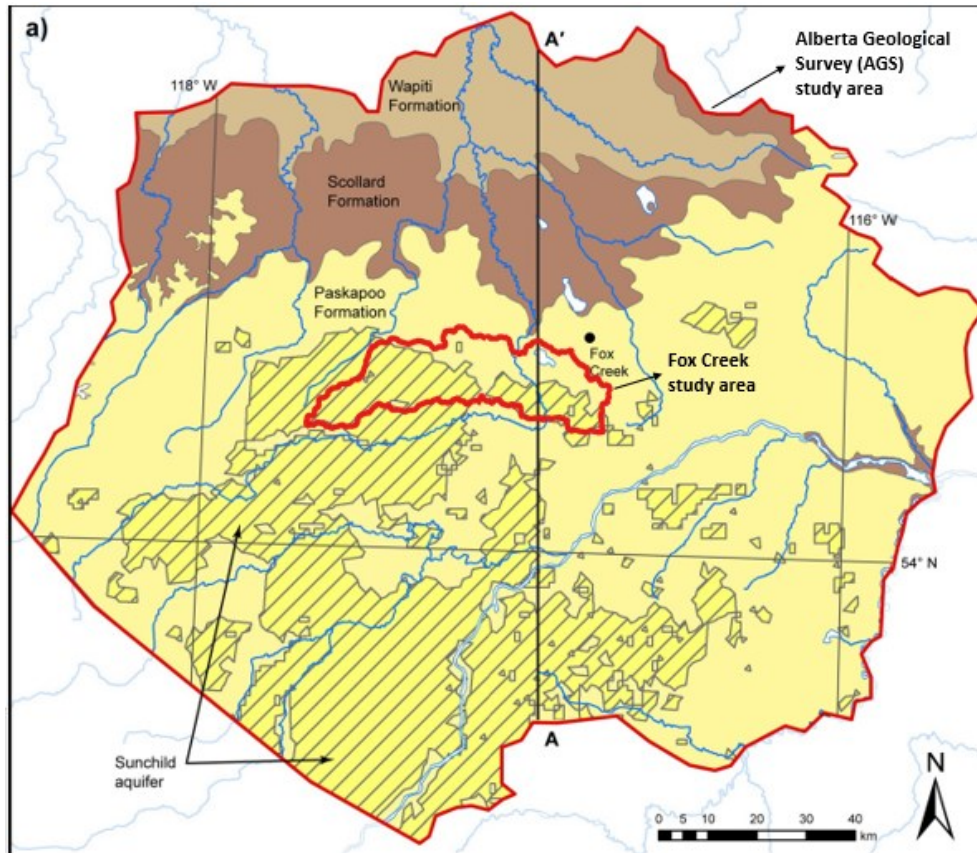 a)
A'
Alberta Geological
Survey (AGS)
study area
118° W
Wapiti
Formation
Scollard
Formation
116° W
Paskapoo
Formation
Fox
Creek
Fox Creek
study area
54° N
Sunchild
aquifer
A
N
0 5 10 20 30 40
km